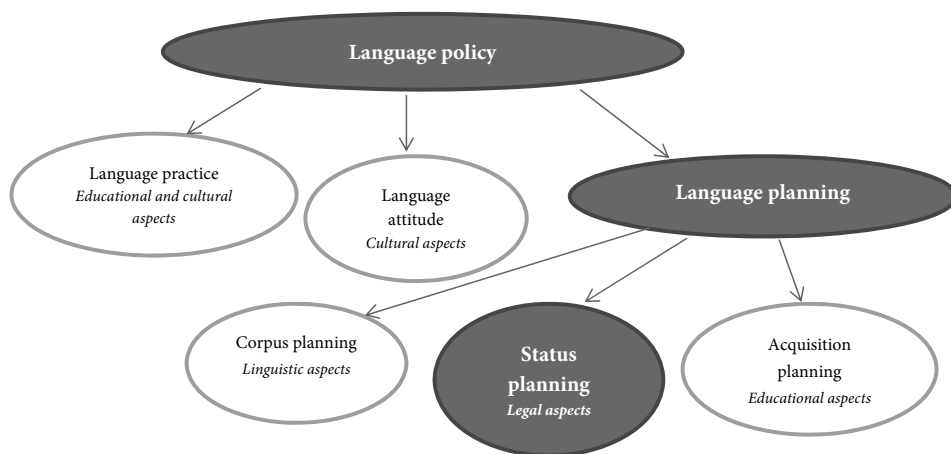 Language policy
Language practice
Educational and cultural
aspects
Language
attitude
Cultural aspects
Language planning
Corpus planning
Linguistic aspects
Status
planning
Legal aspects
Acquisition
planning
Educational aspects